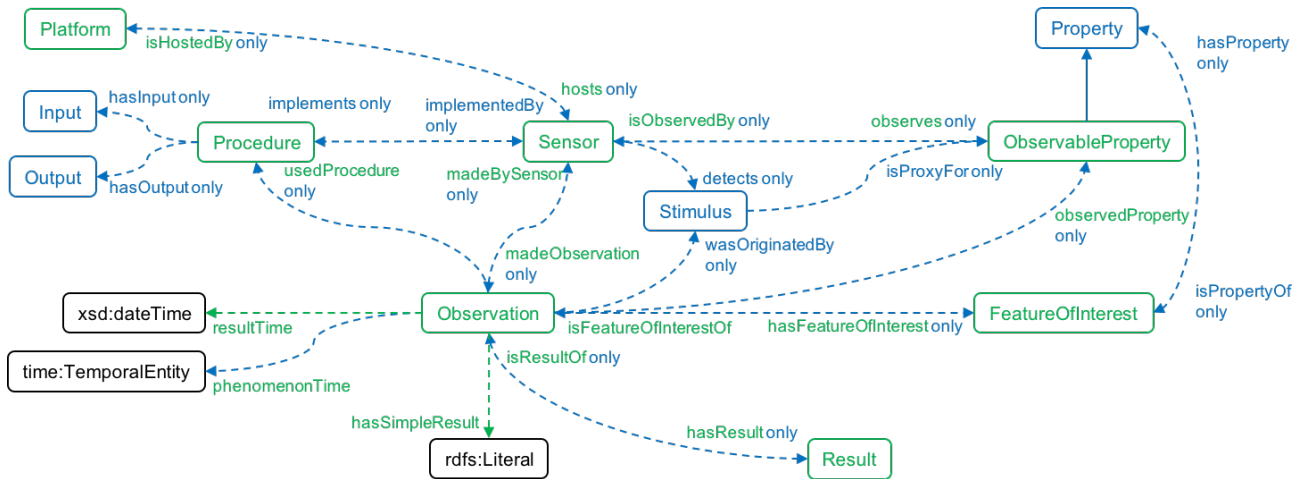 Platform
isHostedBy only
Property
hasProperty
only
Input
hasInput only
implements only
implementedBy
only
hosts only
isObservedBy only
observes only
Procedure
Sensor
ObservableProperty
Output
hasOutput only
usedProcedure
only
madeBySensor
only
detects only
isProxyFor only
Stimulus
observedProperty
only
wasOriginatedBy
only
madeObservation
only
isPropertyOf
only
xsd:dateTime
resultTime
Observation
isFeatureOfInterestOf
hasFeatureOfInterest only
FeatureOfInterest
time:TemporalEntity
phenomenonTime
isResultOf only
hasSimpleResult
hasResult only
rdfs:Literal
Result